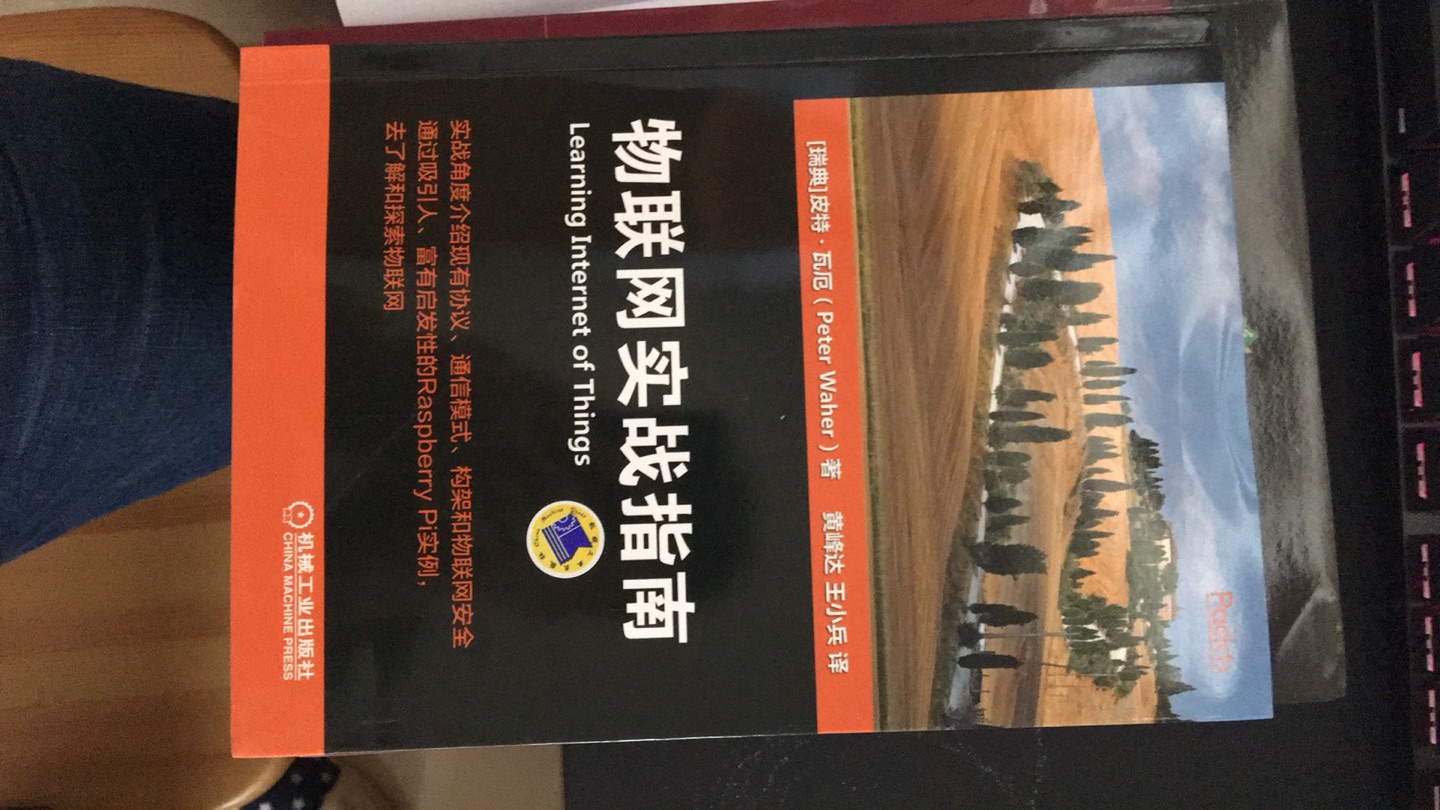 [PACKT]
[瑞典]皮特·瓦厄（Peter Waher）著 黄峰达 王小兵 译
物联网实战指南
Learning Internet of Things
实战角度介绍现有协议、通信模式、构架和物联网安全
通过吸引人、富有启发性的Raspberry Pi实例，
去了解和探索物联网
机械工业出版社
CHINA MACHINE PRESS